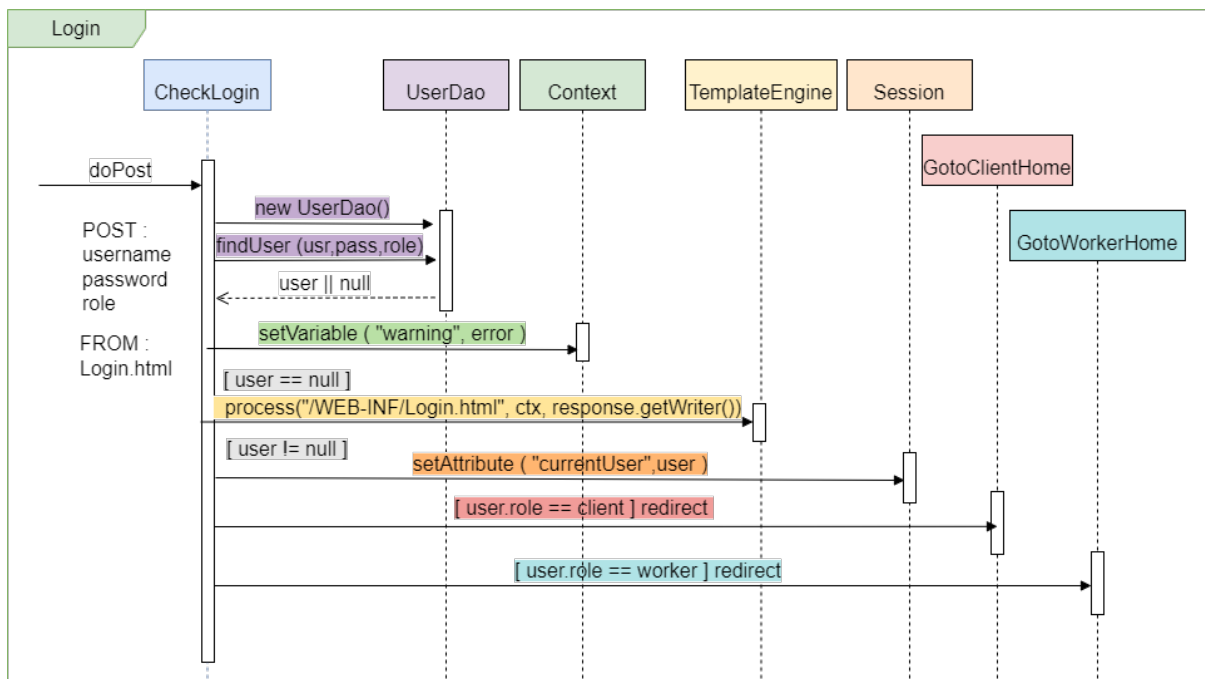 Login
CheckLogin
UserDao
Context
TemplateEngine
Session
GotoClientHome
GotoWorkerHome
doPost
POST :
username
password
role
FROM :
Login.html
new UserDao()
findUser (usr,pass,role)
user || null
setVariable ( "warning", error )
[ user == null ]
process("/WEB-INF/Login.html", ctx, response.getWriter())
[ user != null ]
setAttribute ( "currentUser",user )
[ user.role == client ] redirect
[ user.role == worker ] redirect